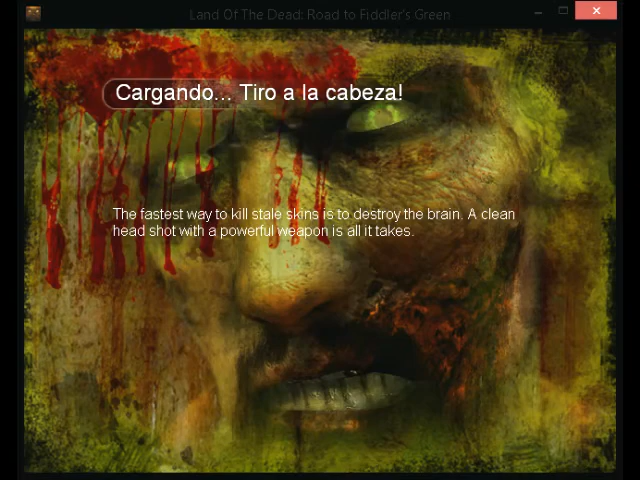 Land Of The Dead: Road to Fiddler's Green
Cargando... Tiro a la cabeza!
The fastest way to kill stale skins is to destroy the brain. A clean
head shot with a powerful weapon is all it takes.